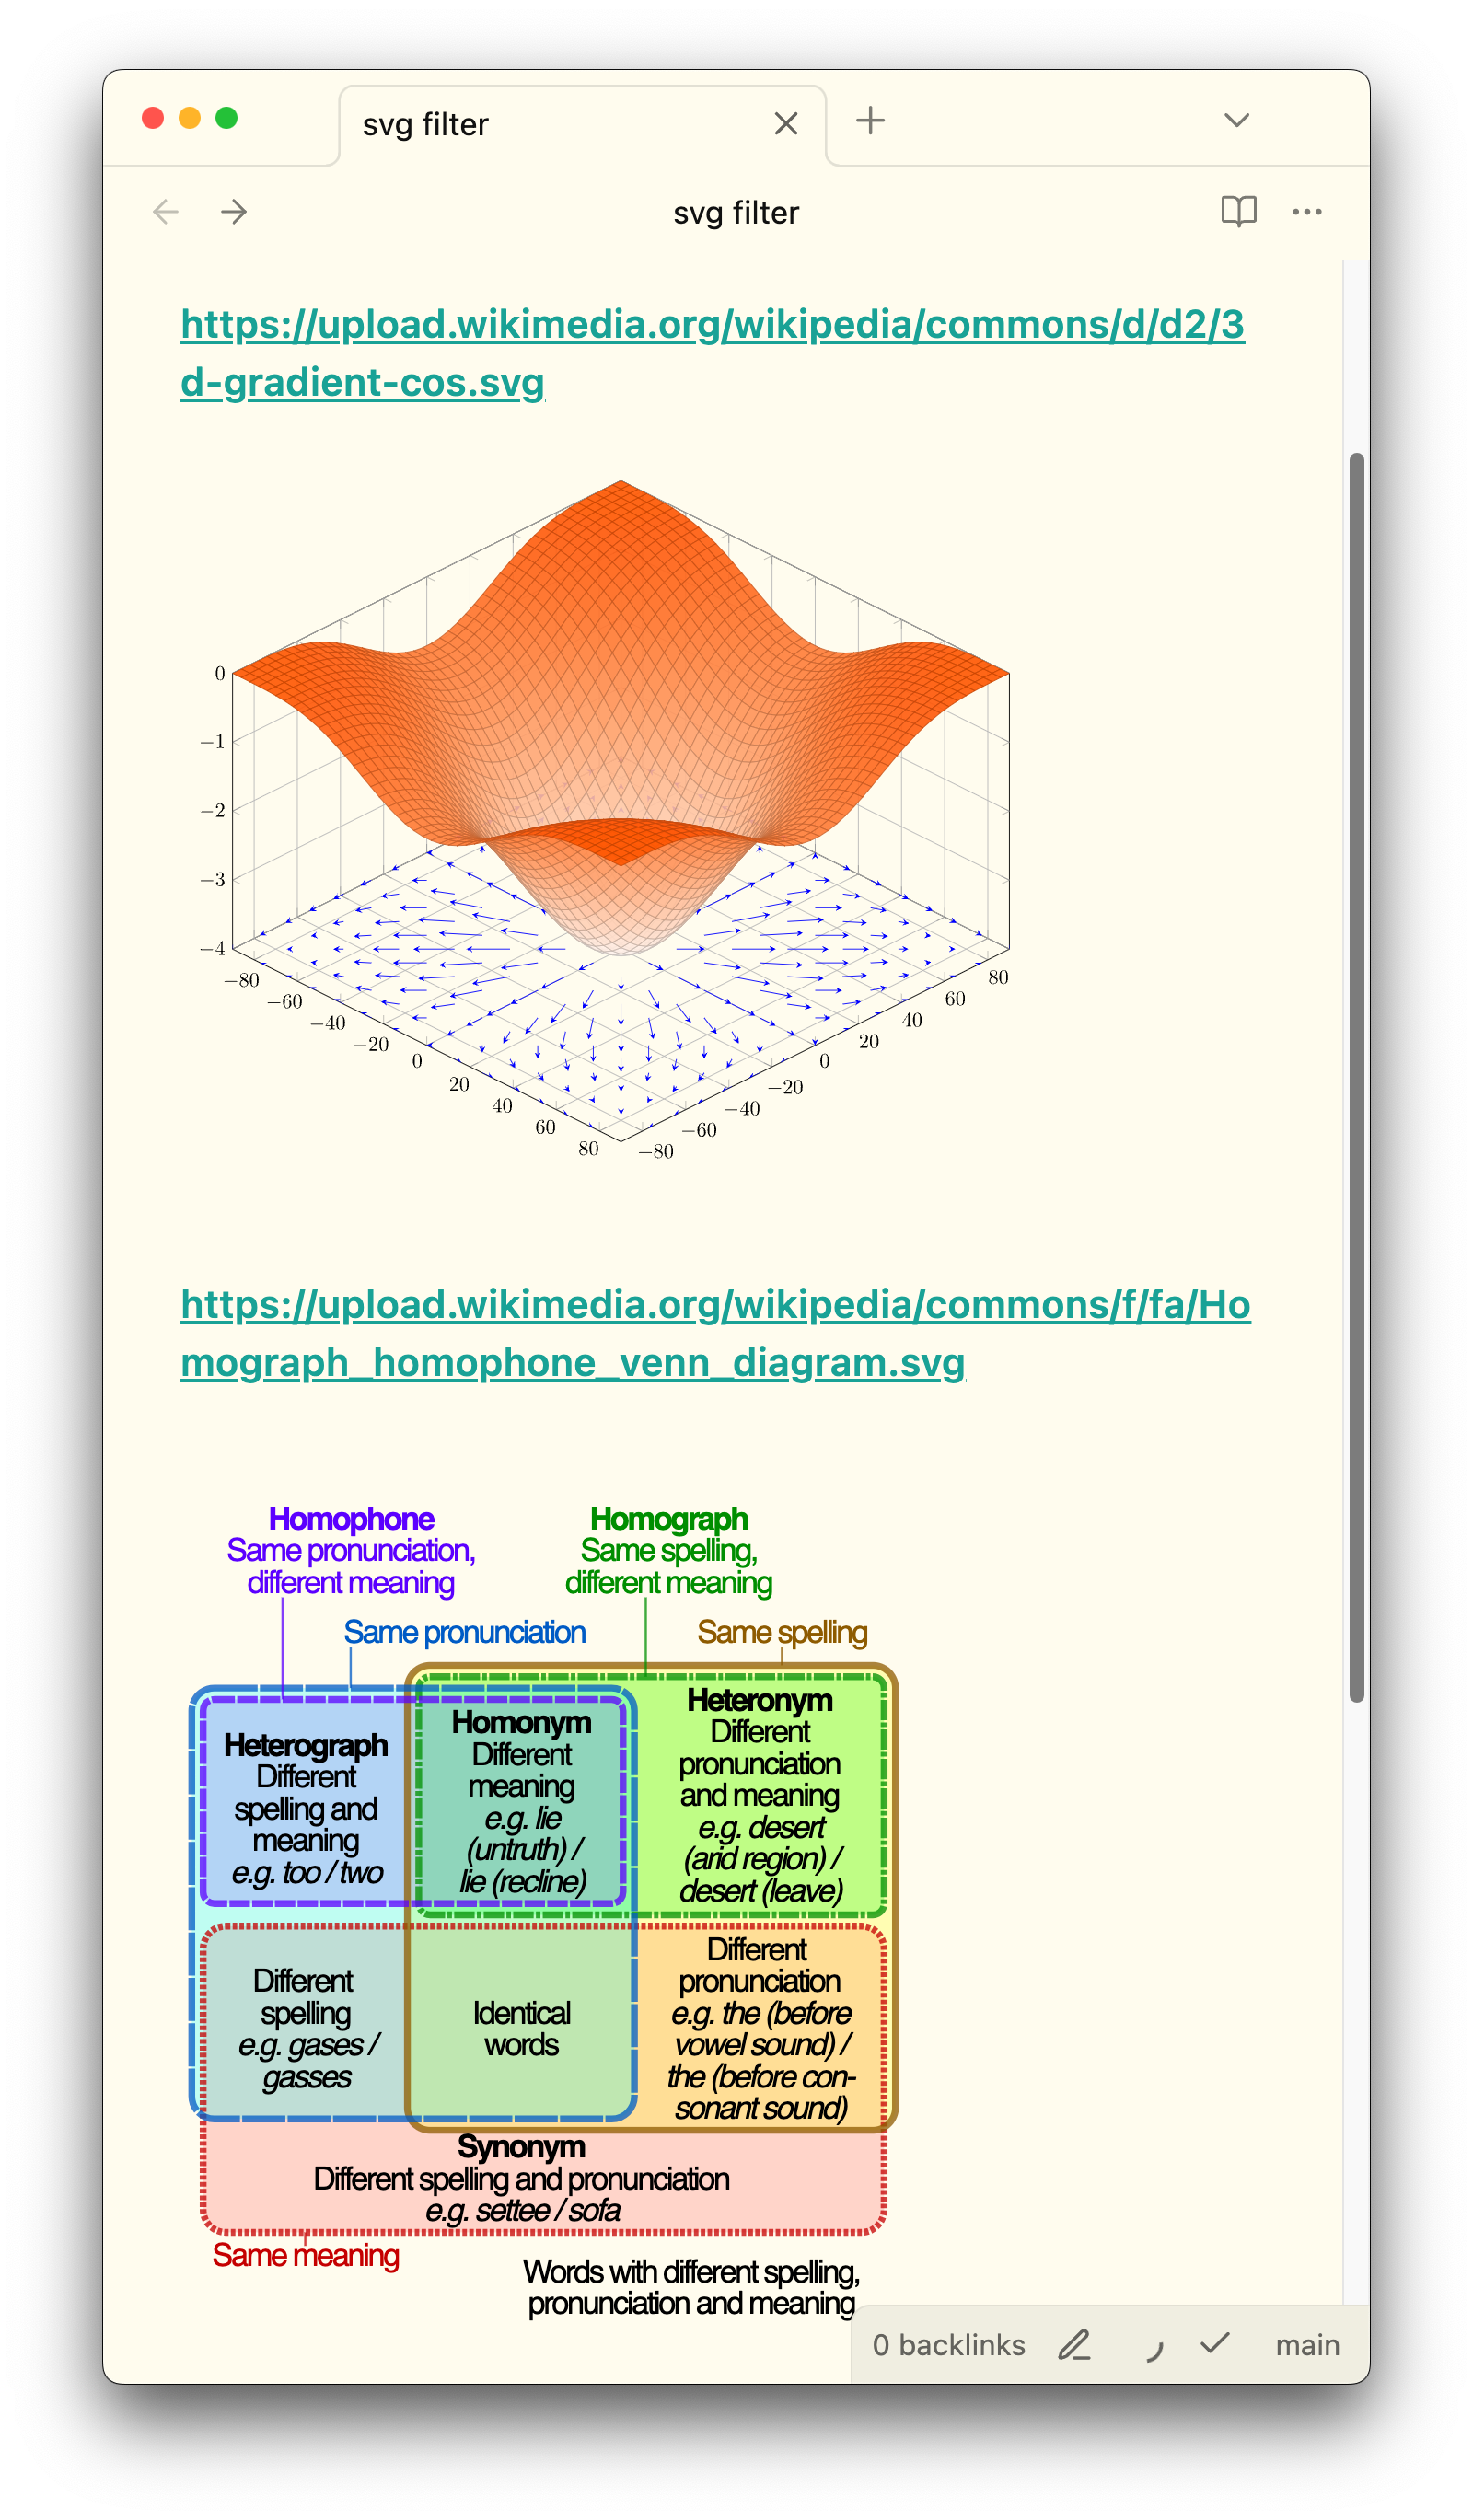 svg filter
svg filter
https://upload.wikimedia.org/wikipedia/commons/d/d2/3
d-gradient-cos.svg
0
−1
−2
−3
−4
−80
−60
−40
−20
0
20
40
60
80
−80
−60
−40
−20
0
20
40
60
80
https://upload.wikimedia.org/wikipedia/commons/f/fa/Ho
mograph_homophone_venn_diagram.svg
Homophone
Same pronunciation,
different meaning
Homograph
Same spelling,
different meaning
Same pronunciation
Same spelling
Heterograph
Different
spelling and
meaning
e.g. too / two
Homonym
Different
meaning
e.g. lie
(untruth) /
lie (recline)
Heteronym
Different
pronunciation
and meaning
e.g. desert
(arid region) /
desert (leave)
Different
spelling
e.g. gases /
gasses
Identical
words
Different
pronunciation
e.g. the (before
vowel sound) /
the (before con-
sonant sound)
Synonym
Different spelling and pronunciation
e.g. settee / sofa
Same meaning
Words with different spelling,
pronunciation and meaning
0 backlinks
main